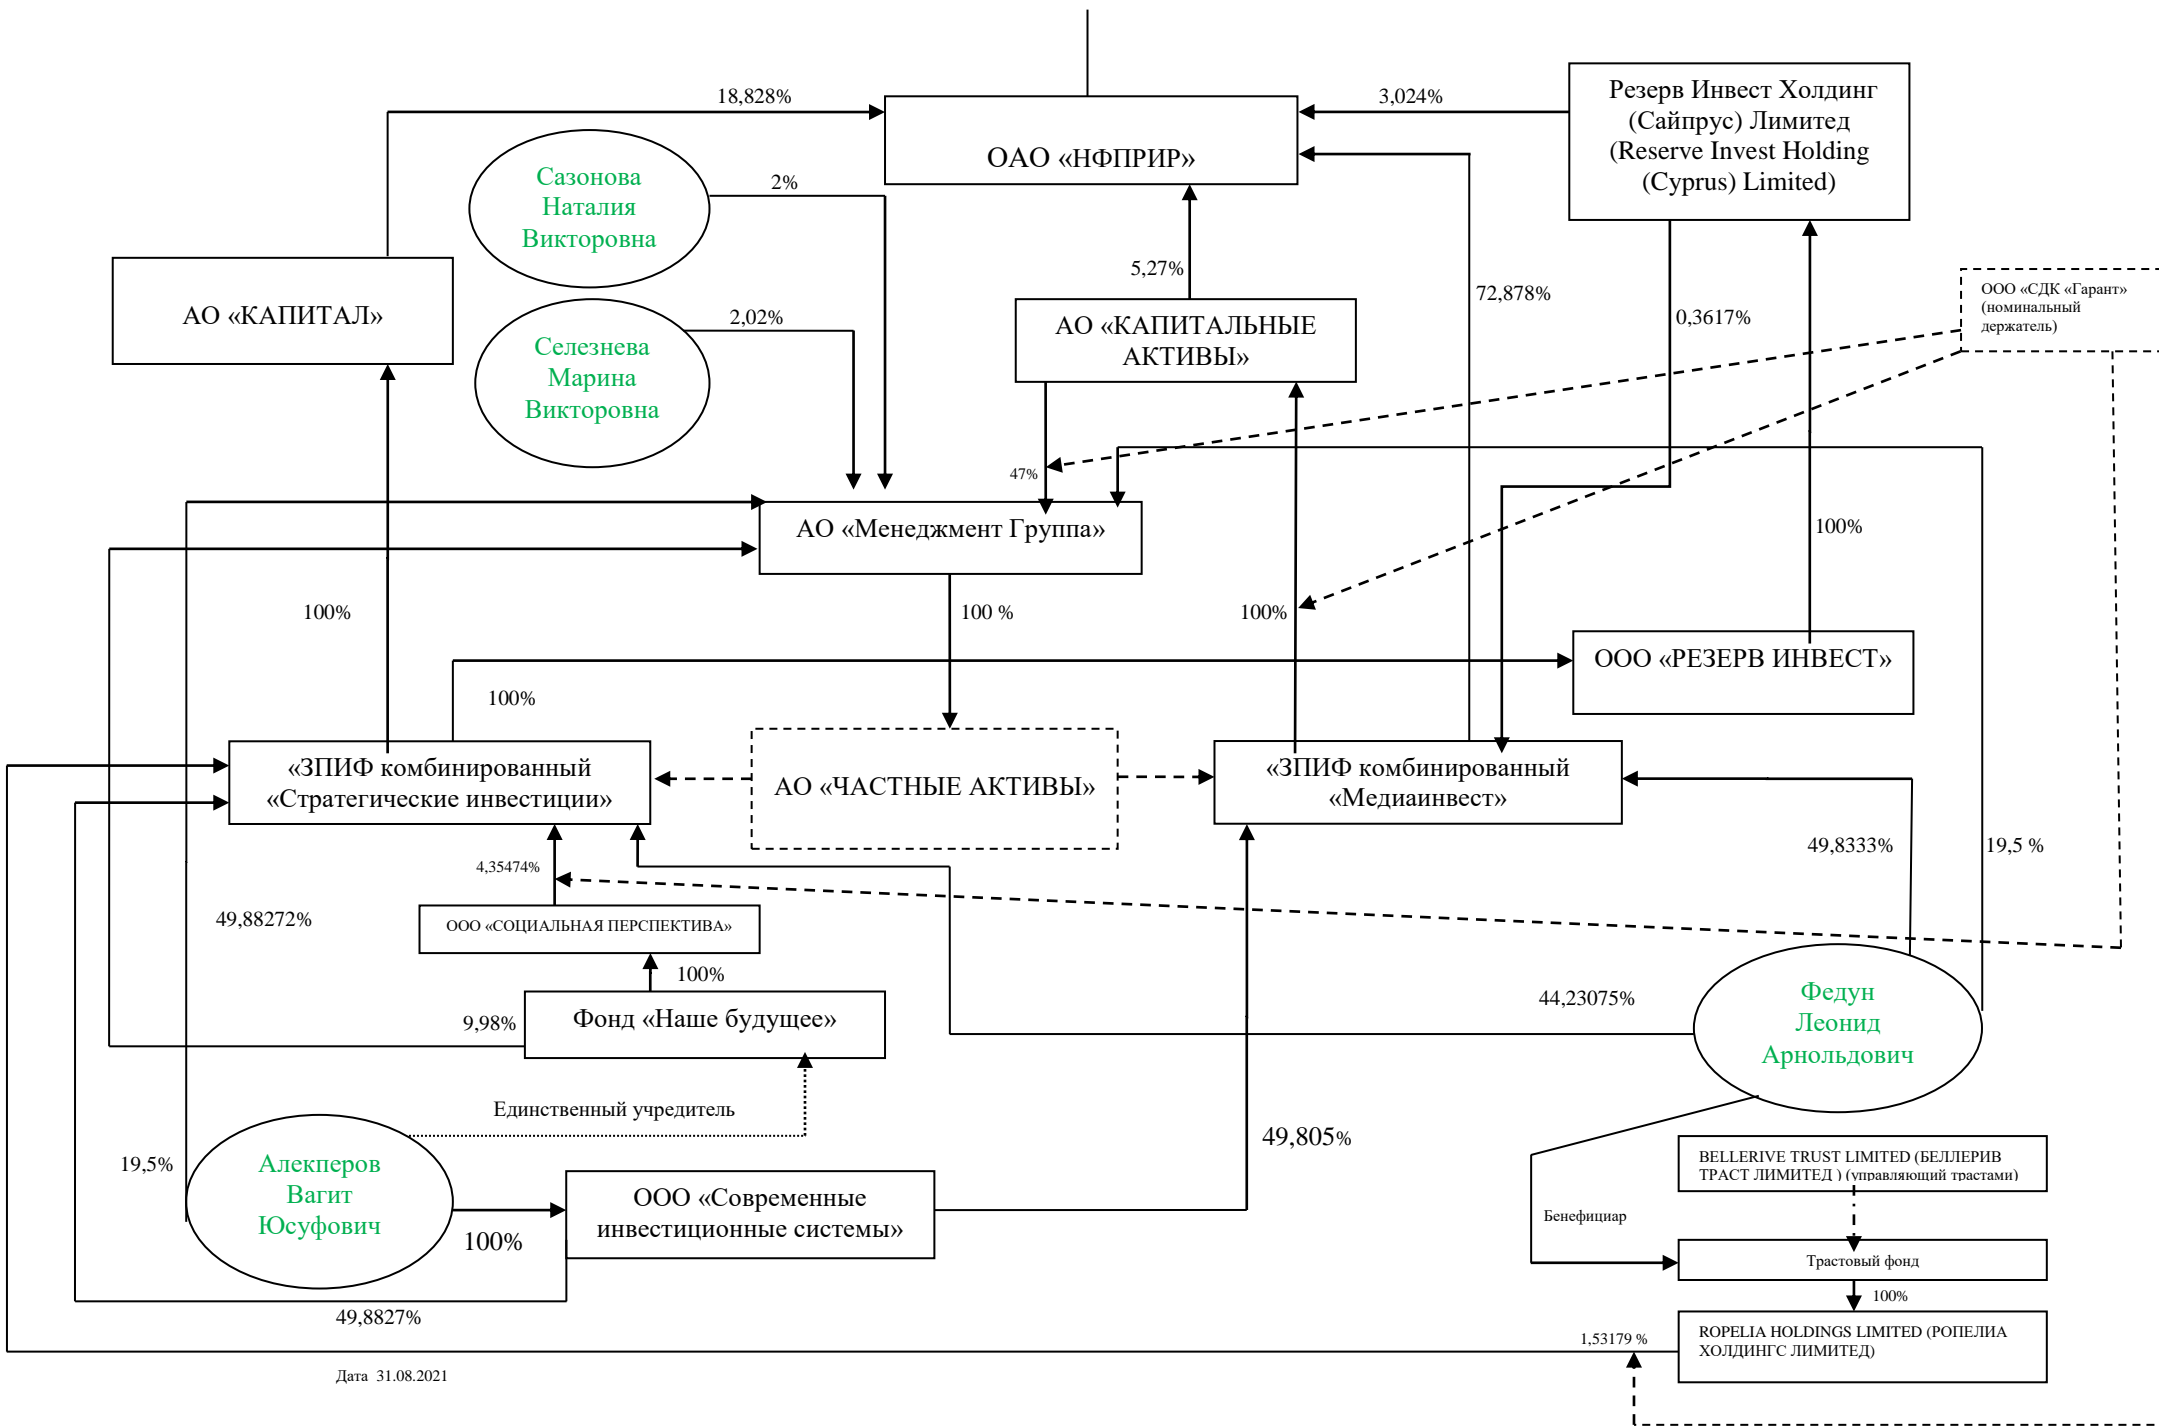 18,828%
3,024%
Резерв Инвест Холдинг
(Сайпрус) Лимитед
(Reserve Invest Holding
(Cyprus) Limited)
ОАО «НФПРИР»
Сазонова
Наталия
Викторовна
2%
5,27%
72,878%
0,3617%
ООО «СДК «Гарант»
(номинальный
держатель)
АО «КАПИТАЛ»
2,02%
АО «КАПИТАЛЬНЫЕ
АКТИВЫ»
Селезнева
Марина
Викторовна
47%
АО «Менеджмент Группа»
100%
100%
100 %
100%
ООО «РЕЗЕРВ ИНВЕСТ»
100%
«ЗПИФ комбинированный
«Стратегические инвестиции»
АО «ЧАСТНЫЕ АКТИВЫ»
«ЗПИФ комбинированный
«Медиаинвест»
4,35474%
49,8333%
19,5 %
49,88272%
ООО «СОЦИАЛЬНАЯ ПЕРСПЕКТИВА»
100%
9,98%
Фонд «Наше будущее»
44,23075%
Федун
Леонид
Арнольдович
Единственный учредитель
49,805%
19,5%
Алекперов
Вагит
Юсуфович
100%
ООО «Современные
инвестиционные системы»
BELLERIVE TRUST LIMITED (БЕЛЛЕРИВ
ТРАСТ ЛИМИТЕД ) (управляющий трастами)
Бенефициар
Трастовый фонд
100%
49,8827%
1,53179 %
ROPELIA HOLDINGS LIMITED (РОПЕЛИА
ХОЛДИНГС ЛИМИТЕД)
Дата 31.08.2021